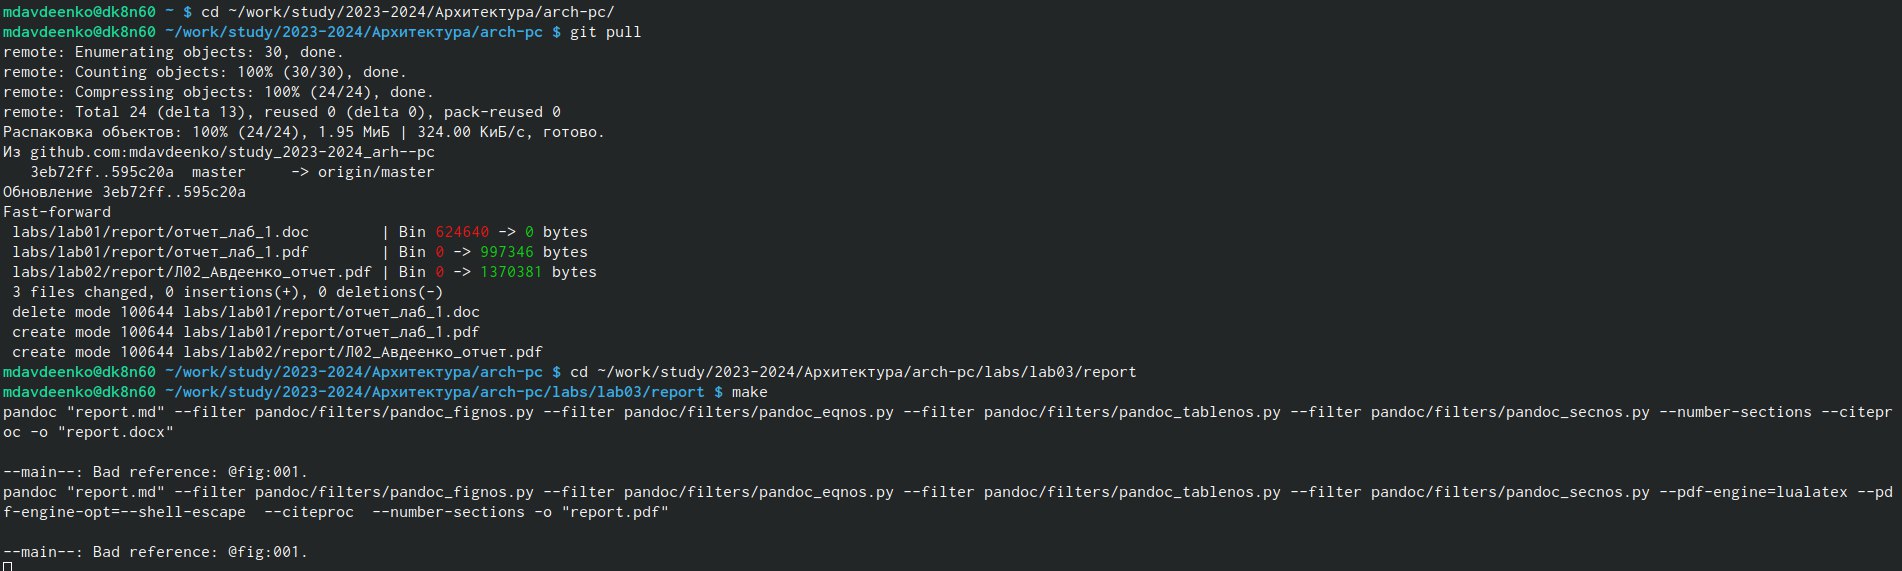 mdavdeenko@dk8n60 ~ $ cd ~/work/study/2023-2024/Архитектура/arch-pc/
mdavdeenko@dk8n60 ~/work/study/2023-2024/Архитектура/arch-pc $ git pull
remote: Enumerating objects: 30, done.
remote: Counting objects: 100% (30/30), done.
remote: Compressing objects: 100% (24/24), done.
remote: Total 24 (delta 13), reused 0 (delta 0), pack-reused 0
Распаковка объектов: 100% (24/24), 1.95 МиБ | 324.00 КиБ/с, готово.
Из github.com:mdavdeenko/study_2023-2024_arh--pc
   3eb72ff..595c20a  master     -> origin/master
Обновление 3eb72ff..595c20a
Fast-forward
 labs/lab01/report/отчет_лаб_1.doc        | Bin 624640 -> 0 bytes
 labs/lab01/report/отчет_лаб_1.pdf        | Bin 0 -> 997346 bytes
 labs/lab02/report/Л02_Авдеенко_отчет.pdf | Bin 0 -> 1370381 bytes
 3 files changed, 0 insertions(+), 0 deletions(-)
 delete mode 100644 labs/lab01/report/отчет_лаб_1.doc
 create mode 100644 labs/lab01/report/отчет_лаб_1.pdf
 create mode 100644 labs/lab02/report/Л02_Авдеенко_отчет.pdf
mdavdeenko@dk8n60 ~/work/study/2023-2024/Архитектура/arch-pc $ cd ~/work/study/2023-2024/Архитектура/arch-pc/labs/lab03/report
mdavdeenko@dk8n60 ~/work/study/2023-2024/Архитектура/arch-pc/labs/lab03/report $ make
pandoc "report.md" --filter pandoc/filters/pandoc_fignos.py --filter pandoc/filters/pandoc_eqnos.py --filter pandoc/filters/pandoc_tablenos.py --filter pandoc/filters/pandoc_secnos.py --number-sections --citepr
oc -o "report.docx"
--main--: Bad reference: @fig:001.
pandoc "report.md" --filter pandoc/filters/pandoc_fignos.py --filter pandoc/filters/pandoc_eqnos.py --filter pandoc/filters/pandoc_tablenos.py --filter pandoc/filters/pandoc_secnos.py --pdf-engine=lualatex --pd
f-engine-opt=--shell-escape  --citeproc  --number-sections -o "report.pdf"
--main--: Bad reference: @fig:001.